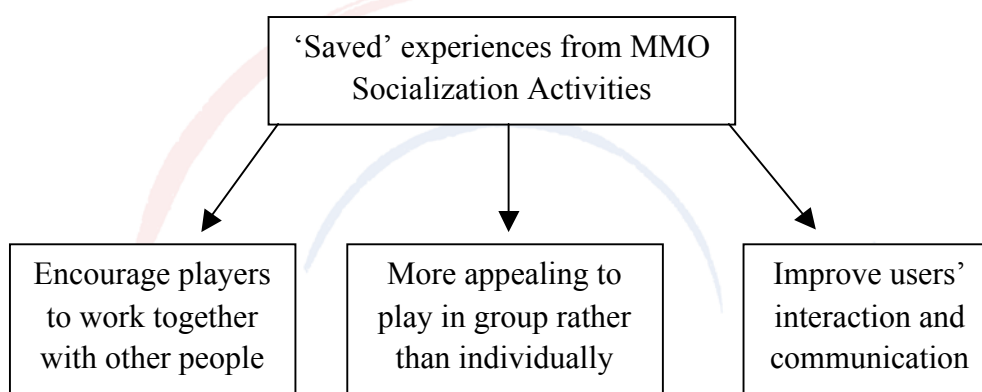 ‘Saved’ experiences from MMO
Socialization Activities
Encourage players
to work together
with other people
More appealing to
play in group rather
than individually
Improve users’
interaction and
communication